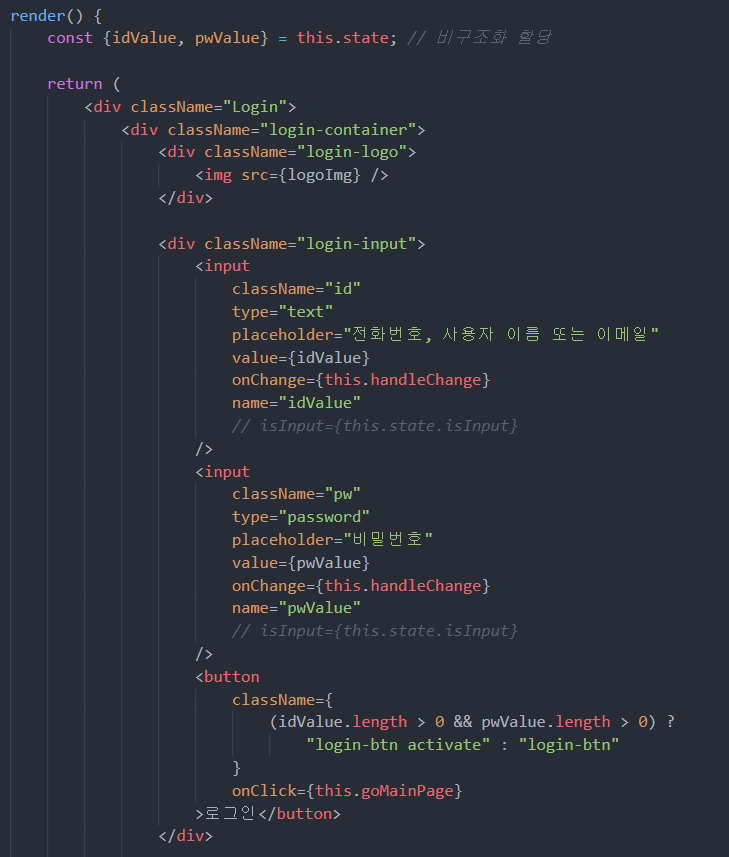 render() {
const {idValue, pwValue} = this.state; // 비구조화 할당
return (
<div className="Login">
<div className="login-container">
<div className="login-logo">
<img src={logoImg} />
</div>
<div className="login-input">
<input
className="id"
type="text"
placeholder="전화번호, 사용자 이름 또는 이메일"
value={idValue}
onChange={this.handleChange}
name="idValue"
// isInput={this.state.isInput}
/>
<input
className="pw"
type="password"
placeholder="비밀번호"
value={pwValue}
onChange={this.handleChange}
name="pwValue"
// isInput={this.state.isInput}
/>
<button
className={
(idValue.length > 0 && pwValue.length > 0) ?
"login-btn activate" : "login-btn"
}
onClick={this.goMainPage}
>로그인</button>
</div>